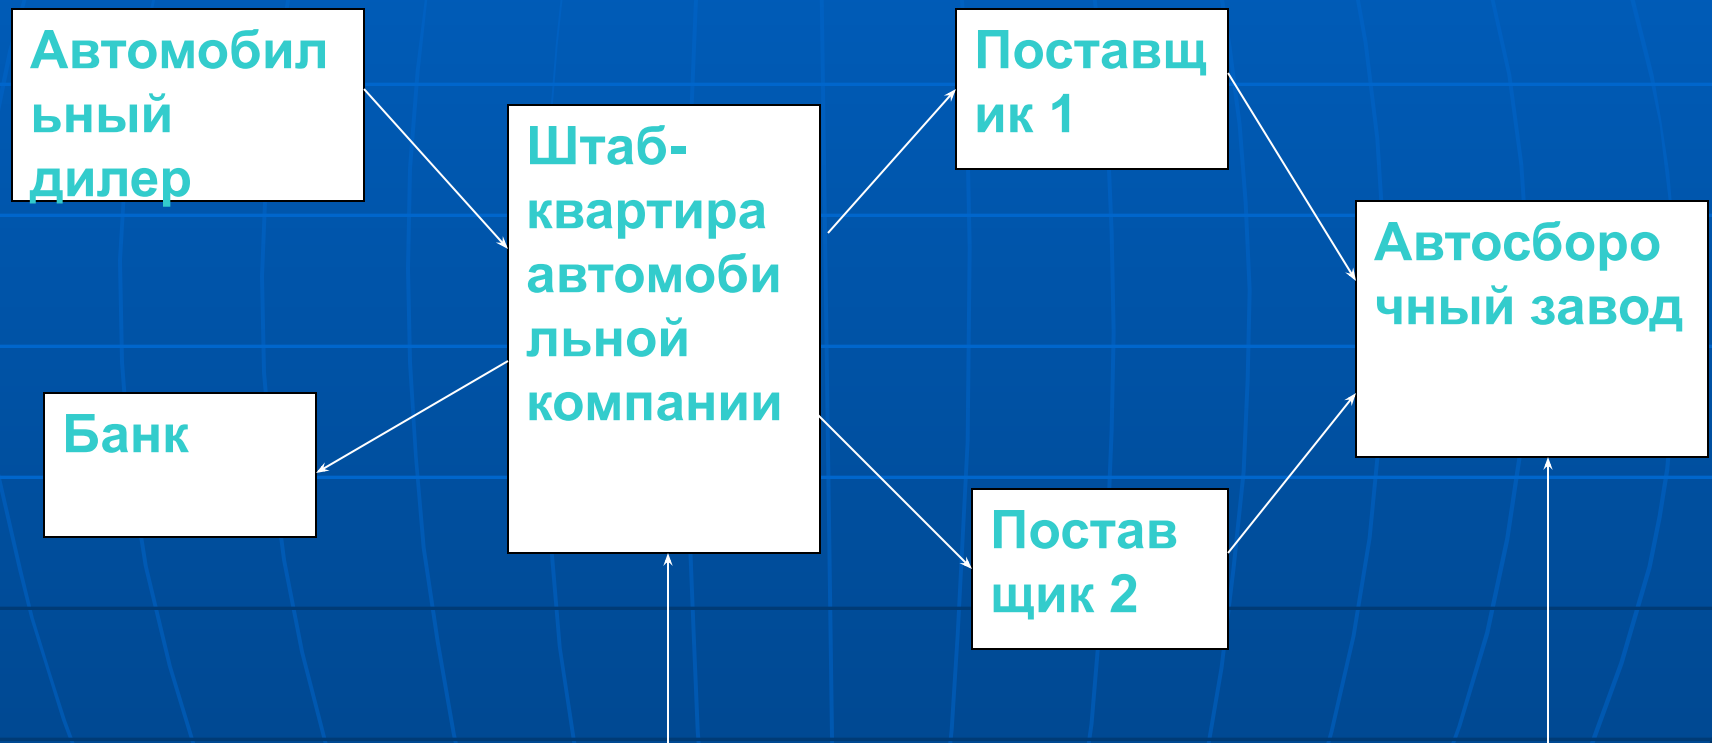 Автомобил
ьный
дилер
Банк
Штаб-
квартира
автомоби
льной
компании
Поставщ
ик 1
Постав
щик 2
Автосборо
чный завод